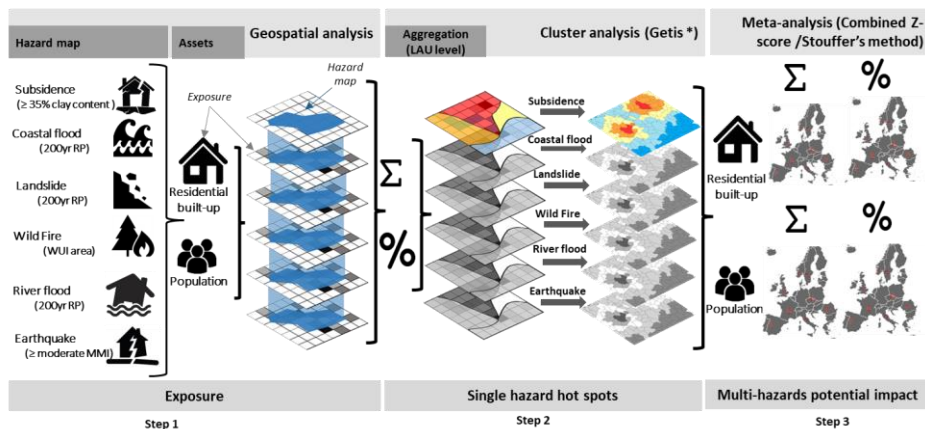 Hazard map
Assets
Geospatial analysis
Subsidence
(≥ 35% clay content)
Coastal flood
(200yr RP)
Landslide
(200yr RP)
Wild Fire
(WUI area)
River flood
(200yr RP)
Earthquake
(≥ moderate MMI)
Exposure
Hazard
map
Residential
built-up
Population
Σ
%
Exposure
Step 1
Aggregation
(LAU level)
Cluster analysis (Getis *)
Subsidence
Coastal flood
Landslide
Wild Fire
River flood
Earthquake
Single hazard hot spots
Step 2
Meta-analysis (Combined Z-
score /Stouffer's method)
Σ %
Residential
built-up
Σ %
Population
Multi-hazards potential impact
Step 3